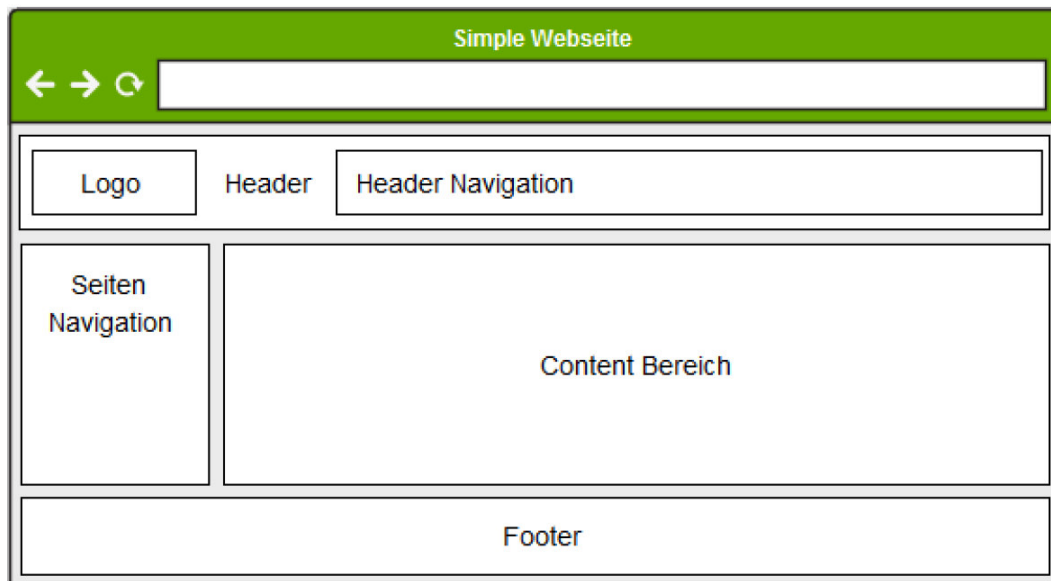 Simple Webseite
Logo
Header
Header Navigation
Seiten
Navigation
Content Bereich
Footer